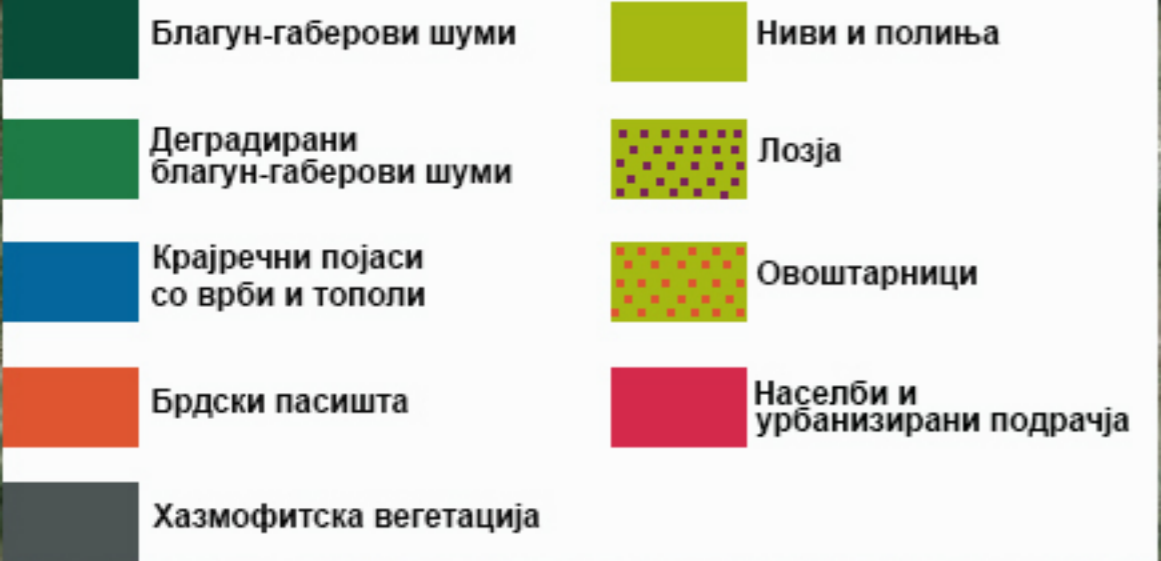 Благун-габерови шуми
Деградирани
благун-габерови шуми
Крајречни појаси
со врби и тополи
Брдски пасишта
Хазмофитска вегетација
Ниви и полиња
Лозја
Овоштарници
Населби и
урбанизирани подрачја